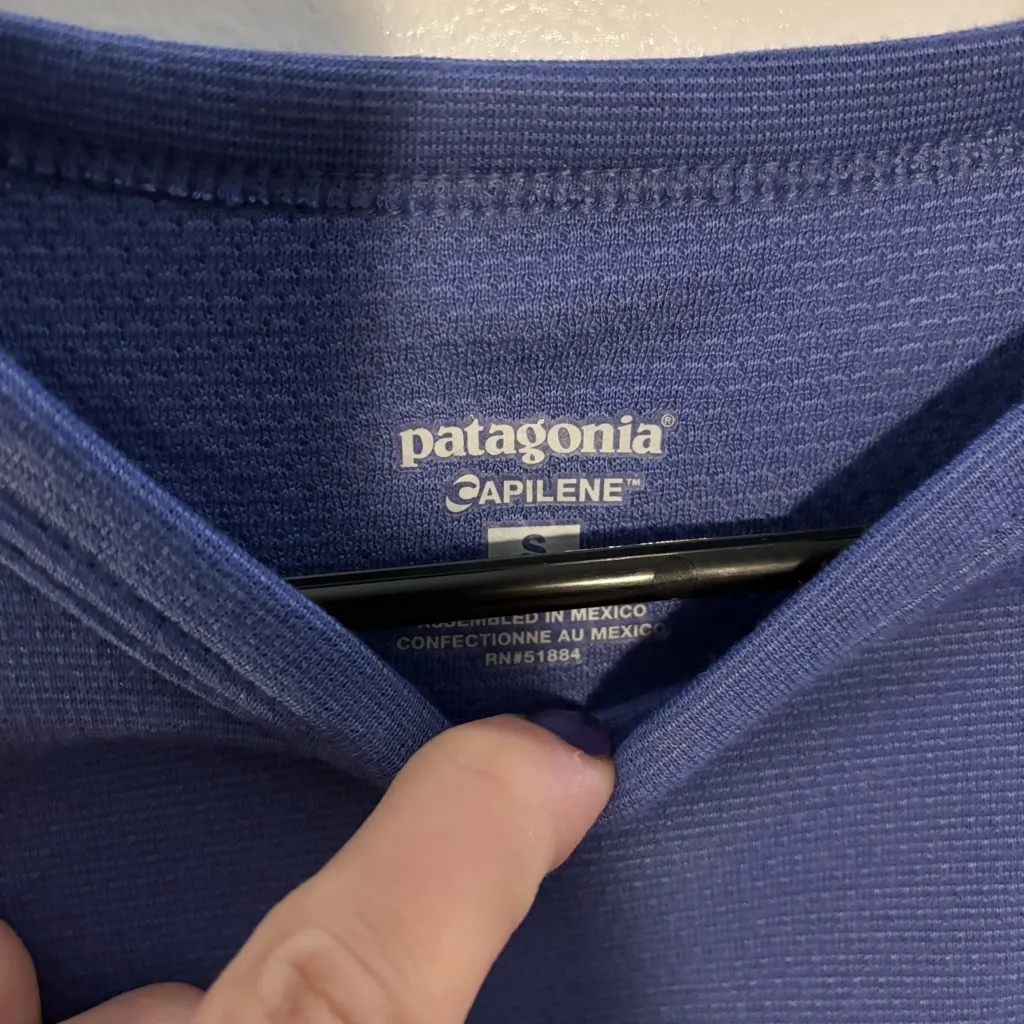 patagonia®
CAPILENE™
S
ASSEMBLED IN MEXICO
CONFECTIONNE AU MEXICO
RN#51884